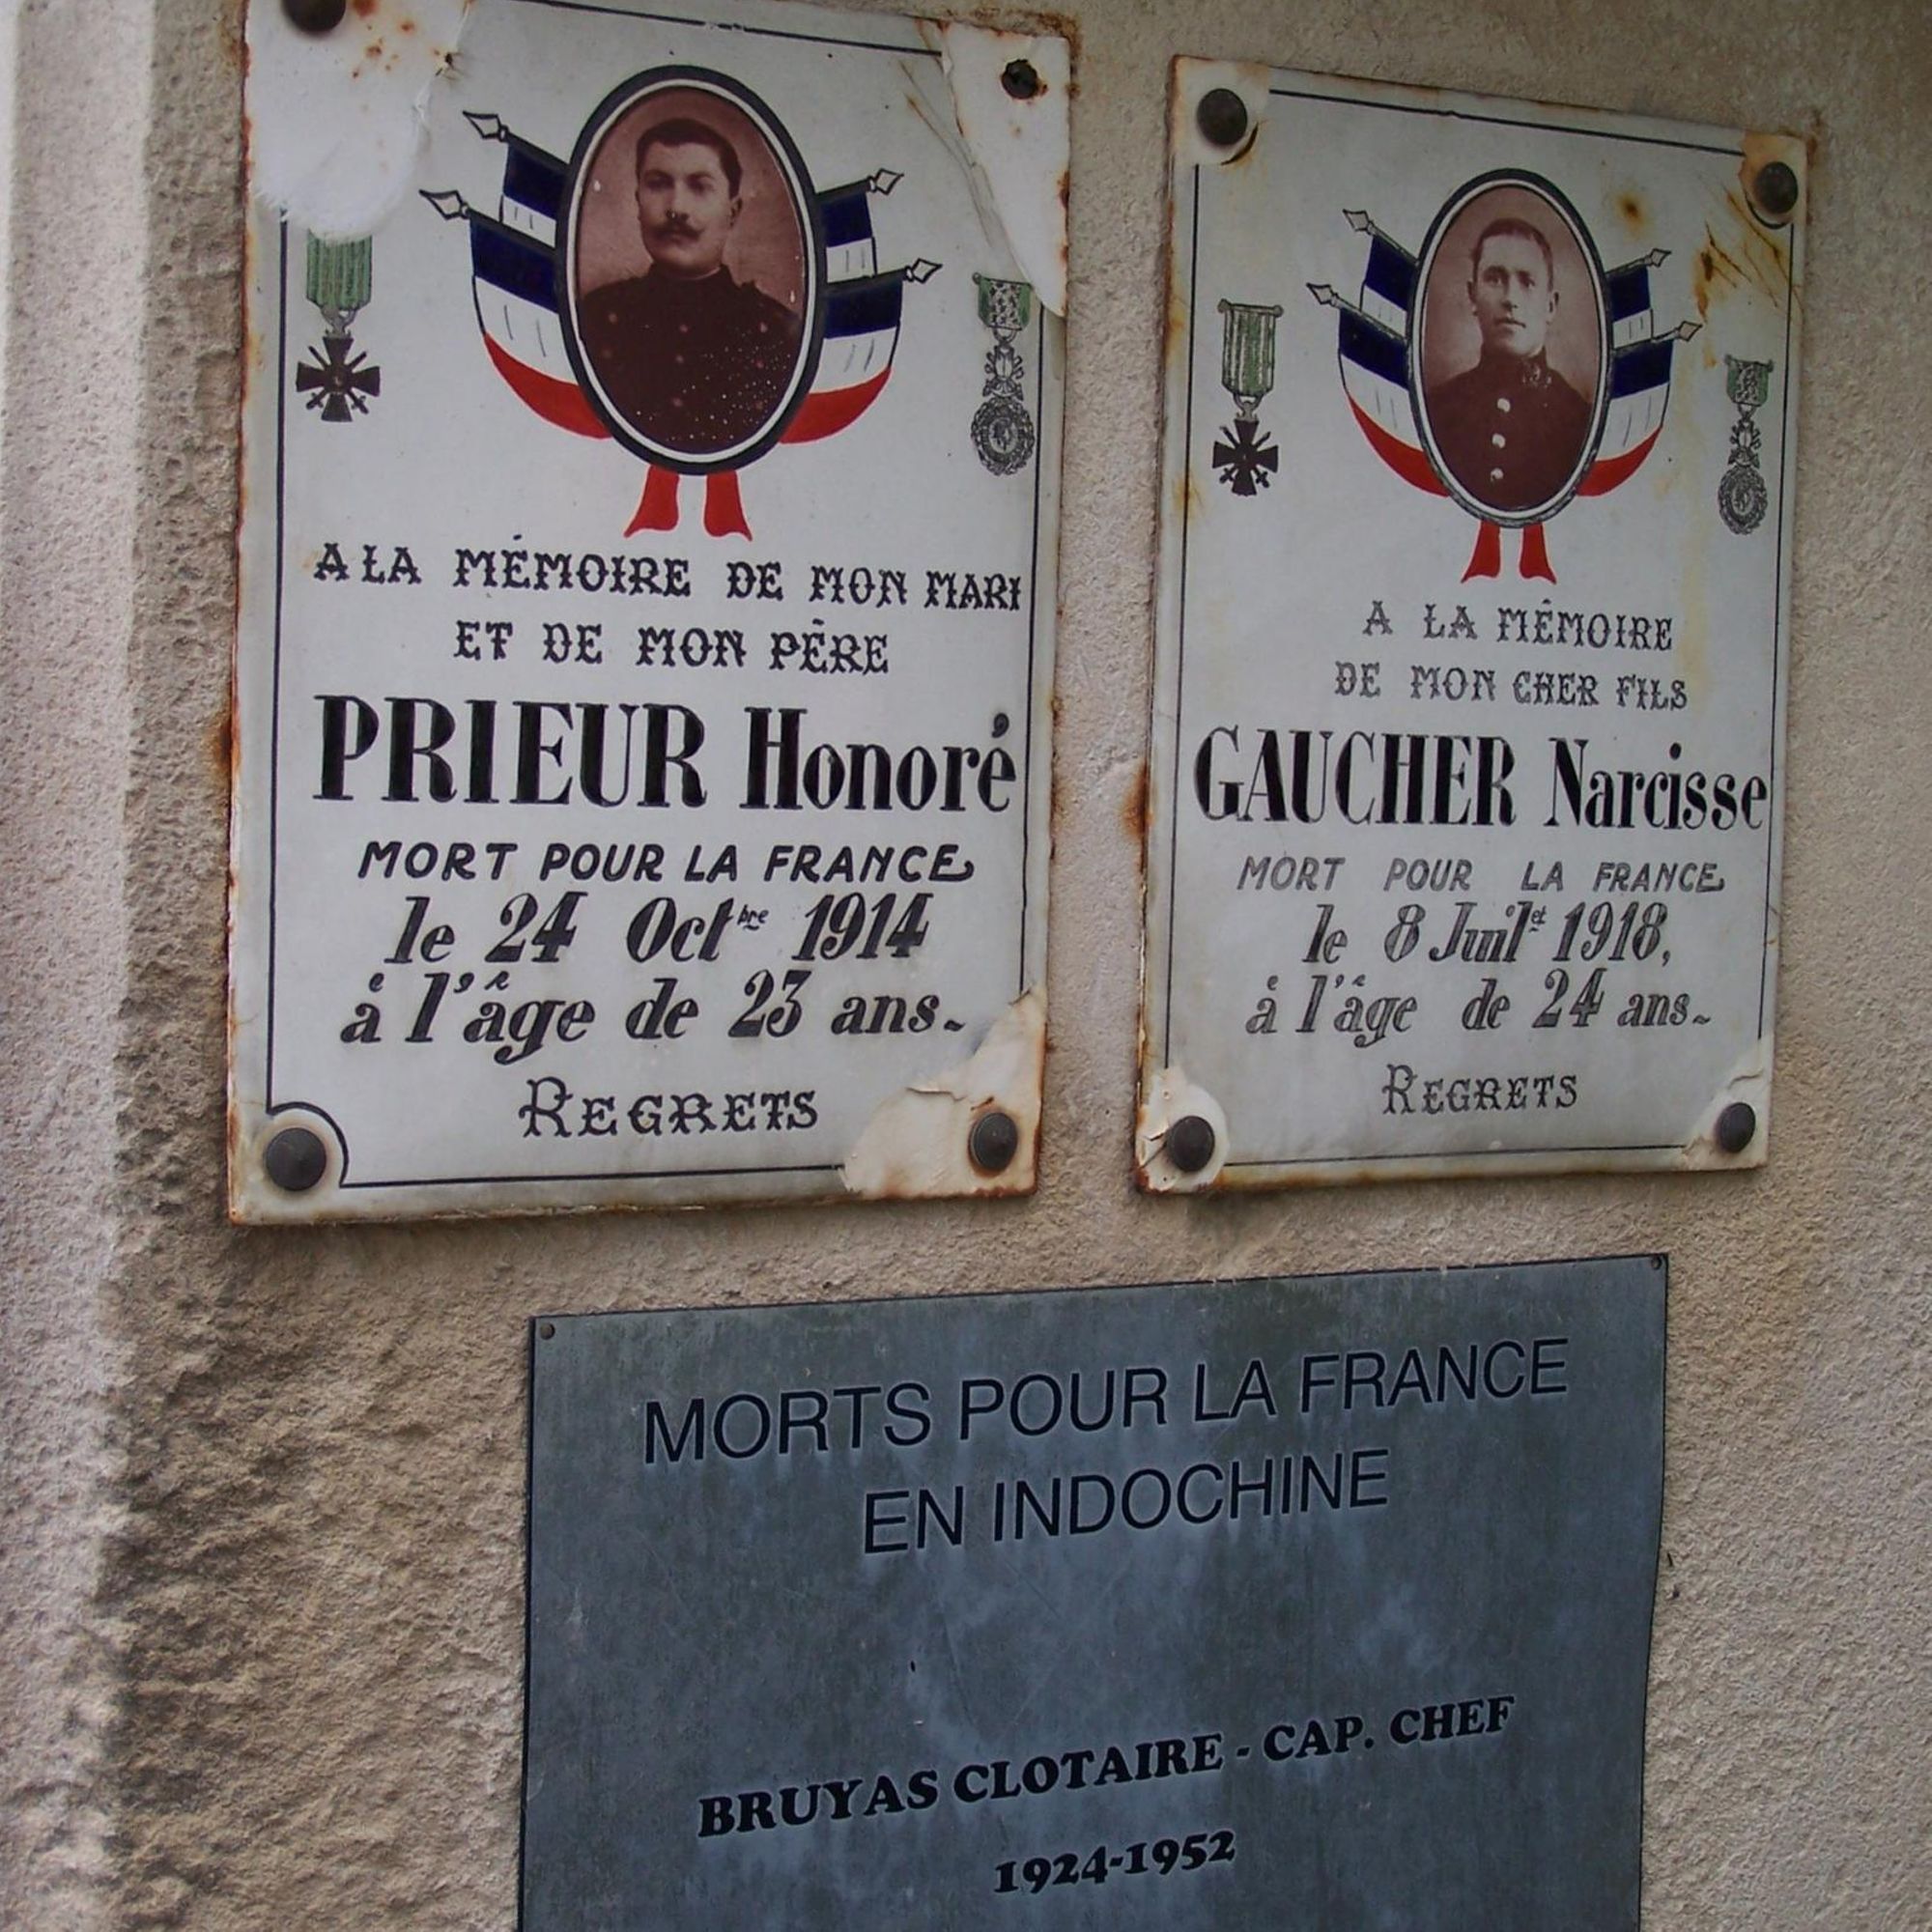 A LA MÉMOIRE DE MON MARI
ET DE MON PÈRE
PRIEUR Honoré
MORT POUR LA FRANCE
le 24 Octbre 1914
à l'âge de 23 ans.
REGRETS
A LA MÉMOIRE
DE MON CHER FILS
GAUCHER Narcisse
MORT POUR LA FRANCE
le 8 Juilet 1918,
à l'âge de 24 ans.
REGRETS
MORTS POUR LA FRANCE
EN INDOCHINE
BRUYAS CLOTAIRE - CAP. CHEF
1924-1952